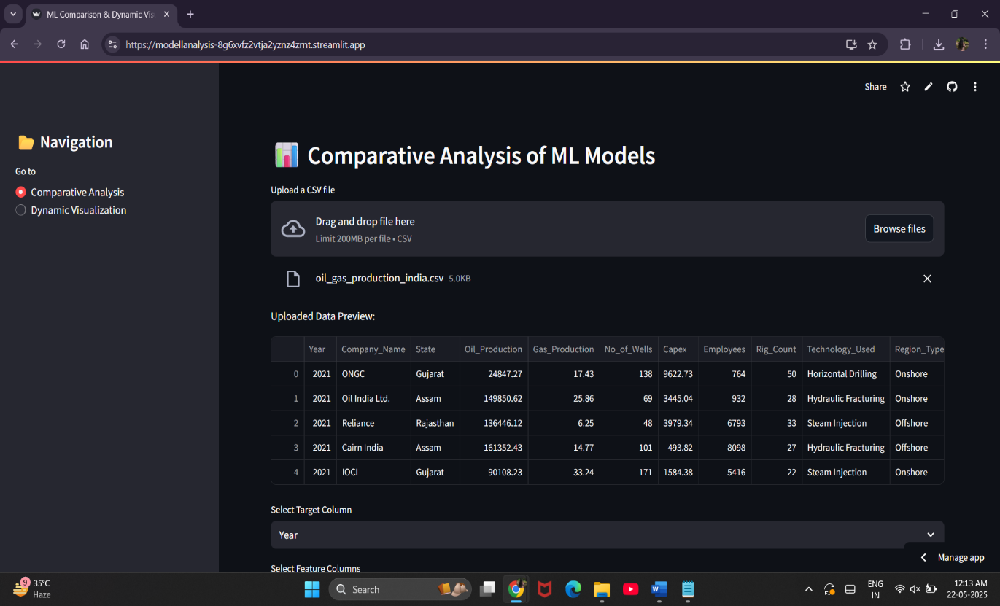 ML Comparison & Dynamic Vis
https://modellanalysis-8g6xvfz2vtja2yznz4zrnt.streamlit.app
Share
Navigation
Go to
Comparative Analysis
Dynamic Visualization
Comparative Analysis of ML Models
Upload a CSV file
Drag and drop file here
Limit 200MB per file • CSV
Browse files
oil_gas_production_india.csv 5.0KB
Uploaded Data Preview:
Year Company_Name State Oil_Production Gas_Production No_of_Wells Capex Employees Rig_Count Technology_Used Region_Type
0 2021 ONGC Gujarat 24847.27 17.43 138 9622.73 764 50 Horizontal Drilling Onshore
1 2021 Oil India Ltd. Assam 149850.62 25.86 69 3445.04 932 28 Hydraulic Fracturing Onshore
2 2021 Reliance Rajasthan 136446.12 6.25 48 3979.34 6793 33 Steam Injection Offshore
3 2021 Cairn India Assam 161352.43 14.77 101 493.82 8098 27 Hydraulic Fracturing Offshore
4 2021 IOCL Gujarat 90108.23 33.24 171 1584.38 5416 22 Steam Injection Onshore
Select Target Column
Year
Manage app
Select Feature Columns
9
35°C
Haze
Search
W
ENG
IN
12:13 AM
22-05-2025